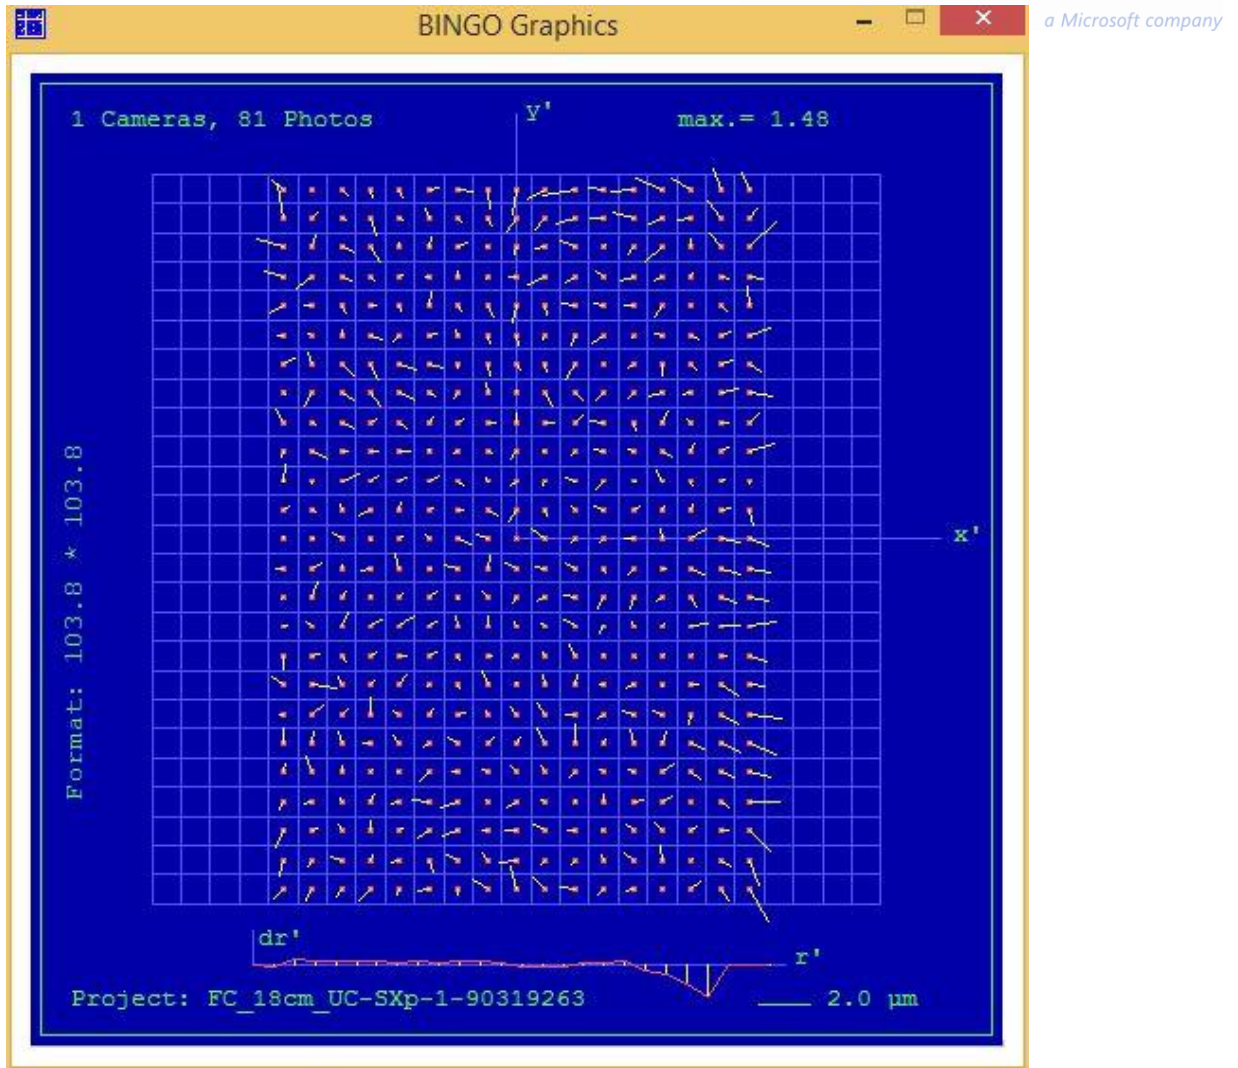 BINGO Graphics
a Microsoft company
1 Cameras, 81 Photos
y'
max.= 1.48
Format: 103.8 * 103.8
x'
dr'
r'
Project: FC_18cm_UC-SXp-1-90319263
2.0 µm